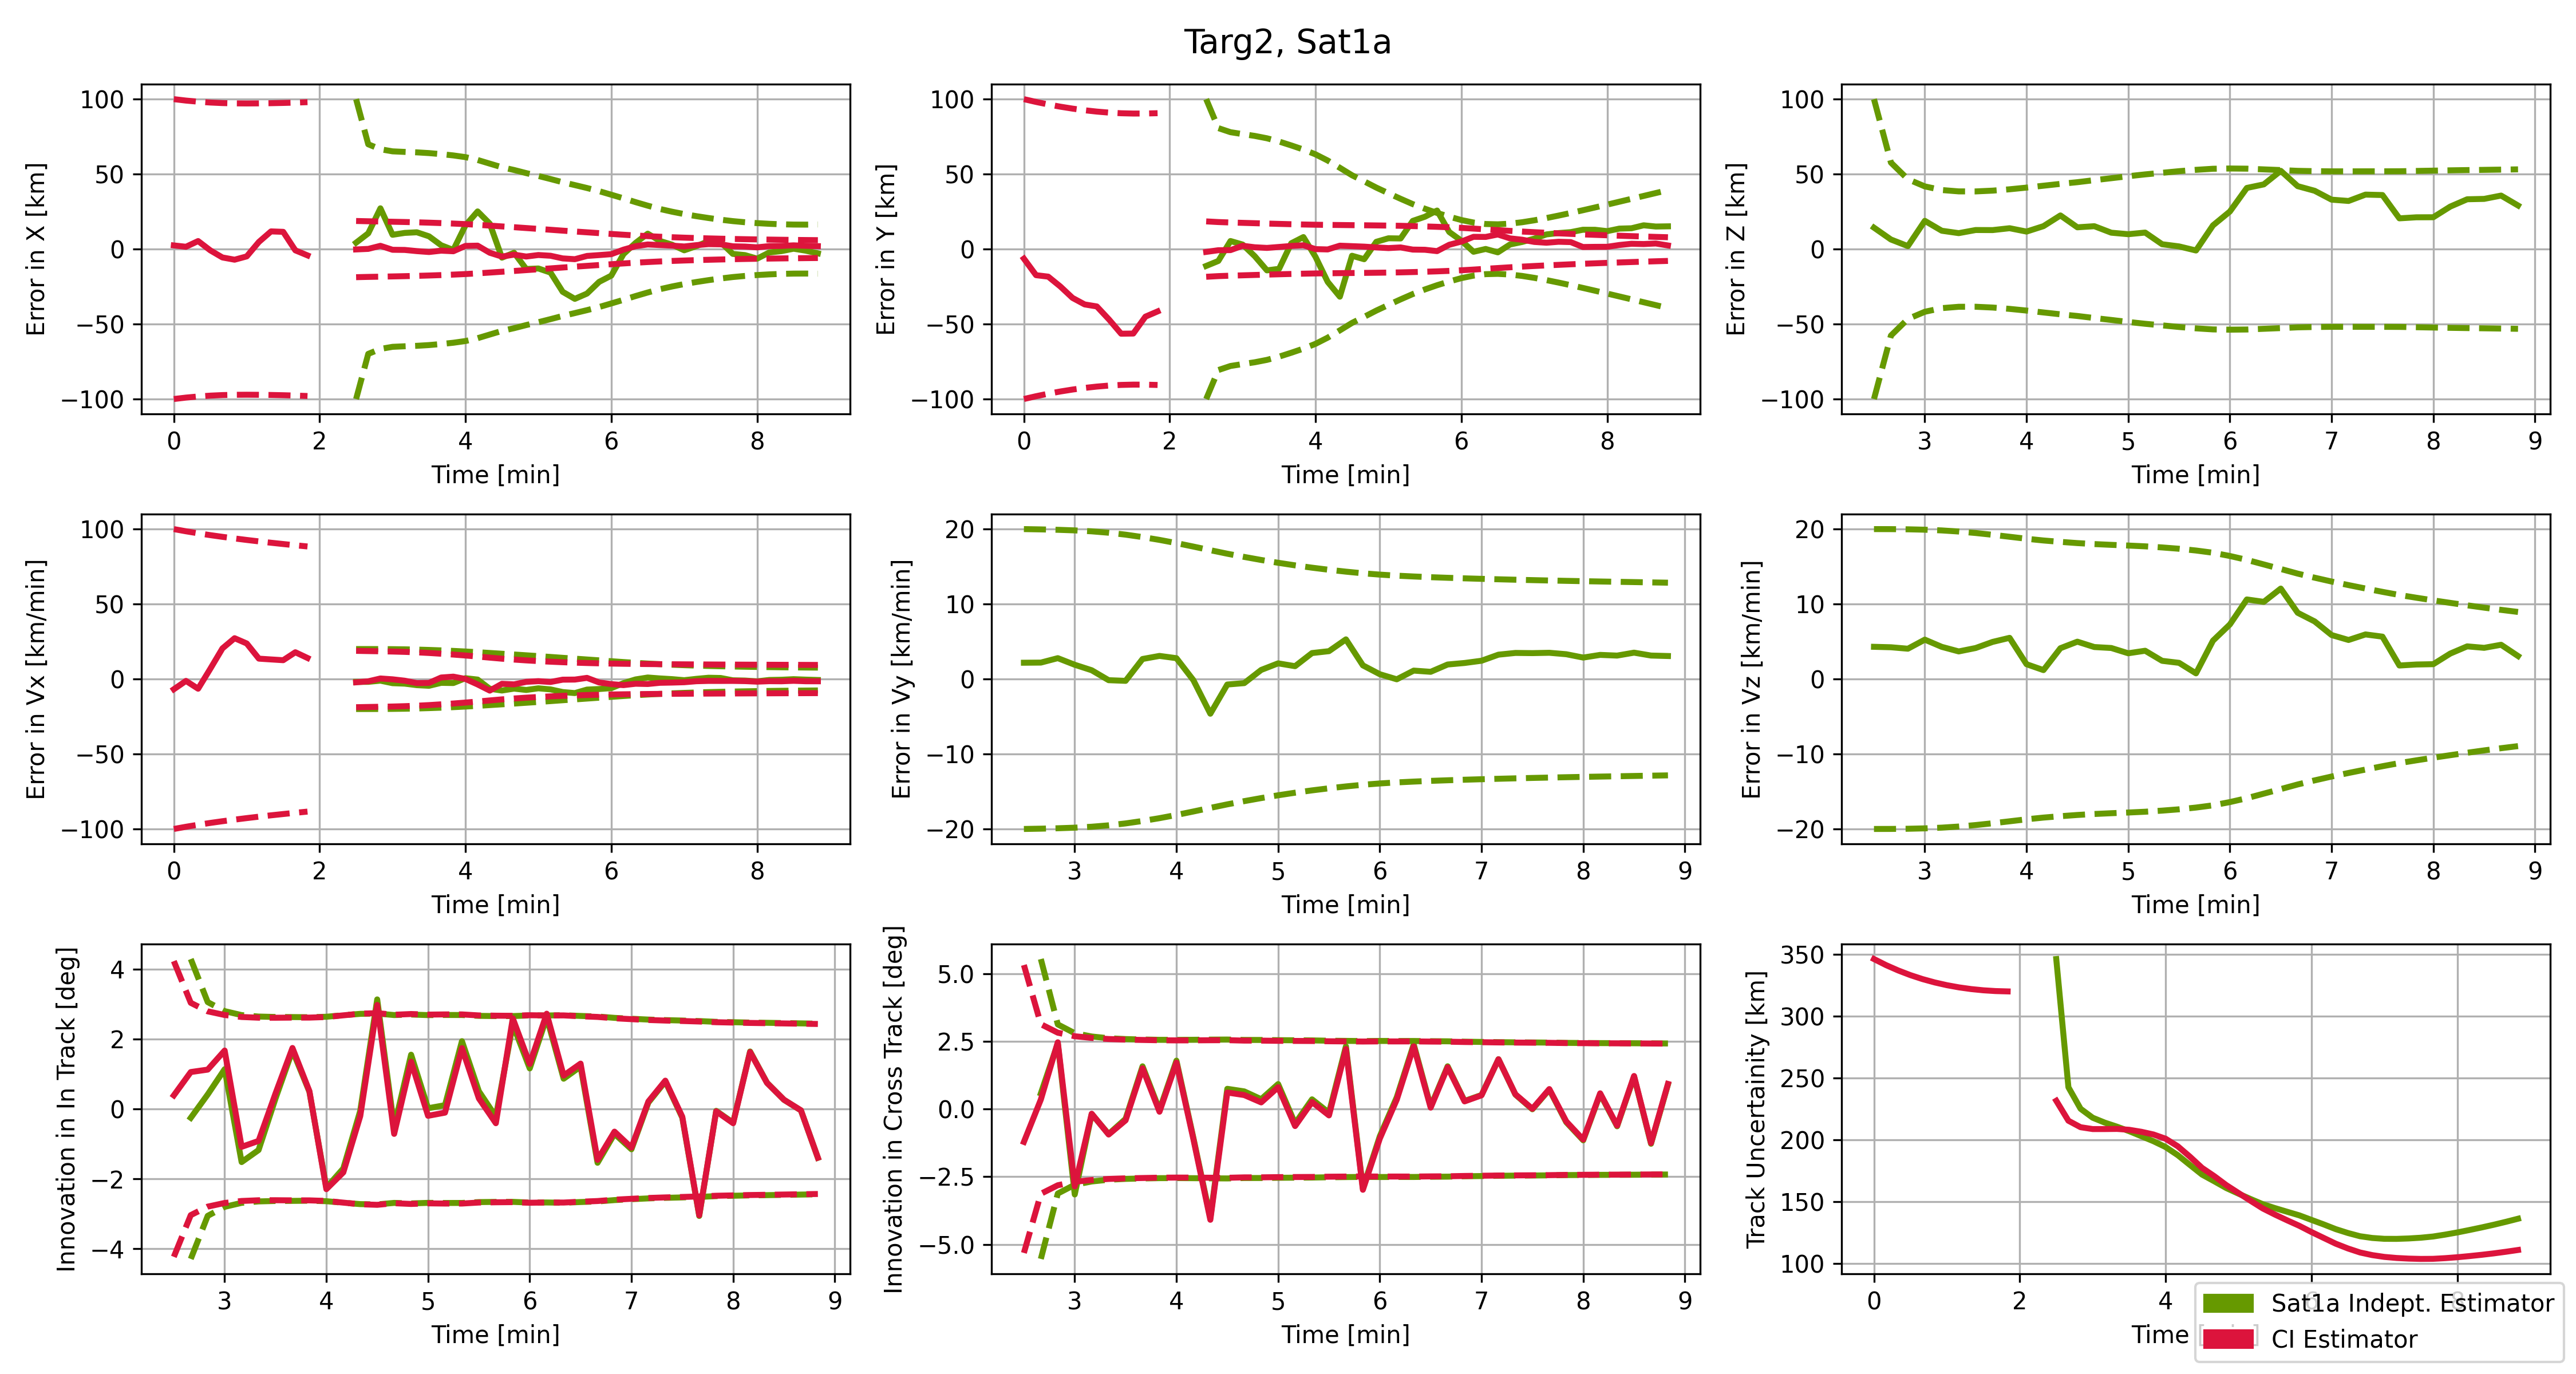 Targ2, Sat1a
Error in X [km]
100
50
0
−50
−100
0 2 4 6 8
Time [min]
Error in Y [km]
100
50
0
−50
−100
0 2 4 6 8
Time [min]
Error in Z [km]
100
50
0
−50
−100
3 4 5 6 7 8 9
Time [min]
Error in Vx [km/min]
100
50
0
−50
−100
0 2 4 6 8
Time [min]
Error in Vy [km/min]
20
10
0
−10
−20
3 4 5 6 7 8 9
Time [min]
Error in Vz [km/min]
20
10
0
−10
−20
3 4 5 6 7 8 9
Time [min]
Innovation in In Track [deg]
4
2
0
−2
−4
3 4 5 6 7 8 9
Time [min]
Innovation in Cross Track [deg]
5.0
2.5
0.0
−2.5
−5.0
3 4 5 6 7 8 9
Time [min]
Track Uncertainity [km]
350
300
250
200
150
100
0 2 4
Time
Sat1a Indept. Estimator
CI Estimator